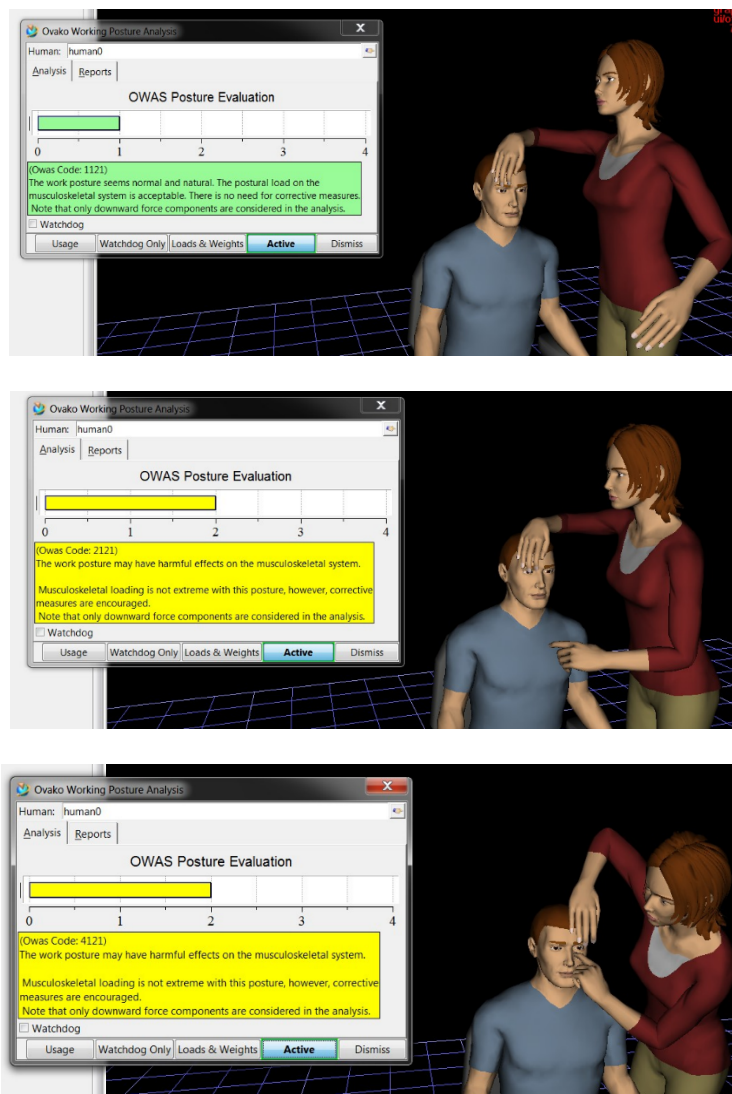 Ovako Working Posture Analysis X
Human: human0
Analysis Reports
OWAS Posture Evaluation
0 1 2 3 4
(Owas Code: 1121)
The work posture seems normal and natural. The postural load on the
musculoskeletal system is acceptable. There is no need for corrective measures.
Note that only downward force components are considered in the analysis.
Watchdog
Usage Watchdog Only Loads & Weights Active Dismiss
Ovako Working Posture Analysis X
Human: human0
Analysis Reports
OWAS Posture Evaluation
0 1 2 3 4
(Owas Code: 2121)
The work posture may have harmful effects on the musculoskeletal system.
Musculoskeletal loading is not extreme with this posture, however, corrective
measures are encouraged.
Note that only downward force components are considered in the analysis.
Watchdog
Usage Watchdog Only Loads & Weights Active Dismiss
Ovako Working Posture Analysis X
Human: human0
Analysis Reports
OWAS Posture Evaluation
0 1 2 3 4
(Owas Code: 4121)
The work posture may have harmful effects on the musculoskeletal system.
Musculoskeletal loading is not extreme with this posture, however, corrective
measures are encouraged.
Note that only downward force components are considered in the analysis.
Watchdog
Usage Watchdog Only Loads & Weights Active Dismiss